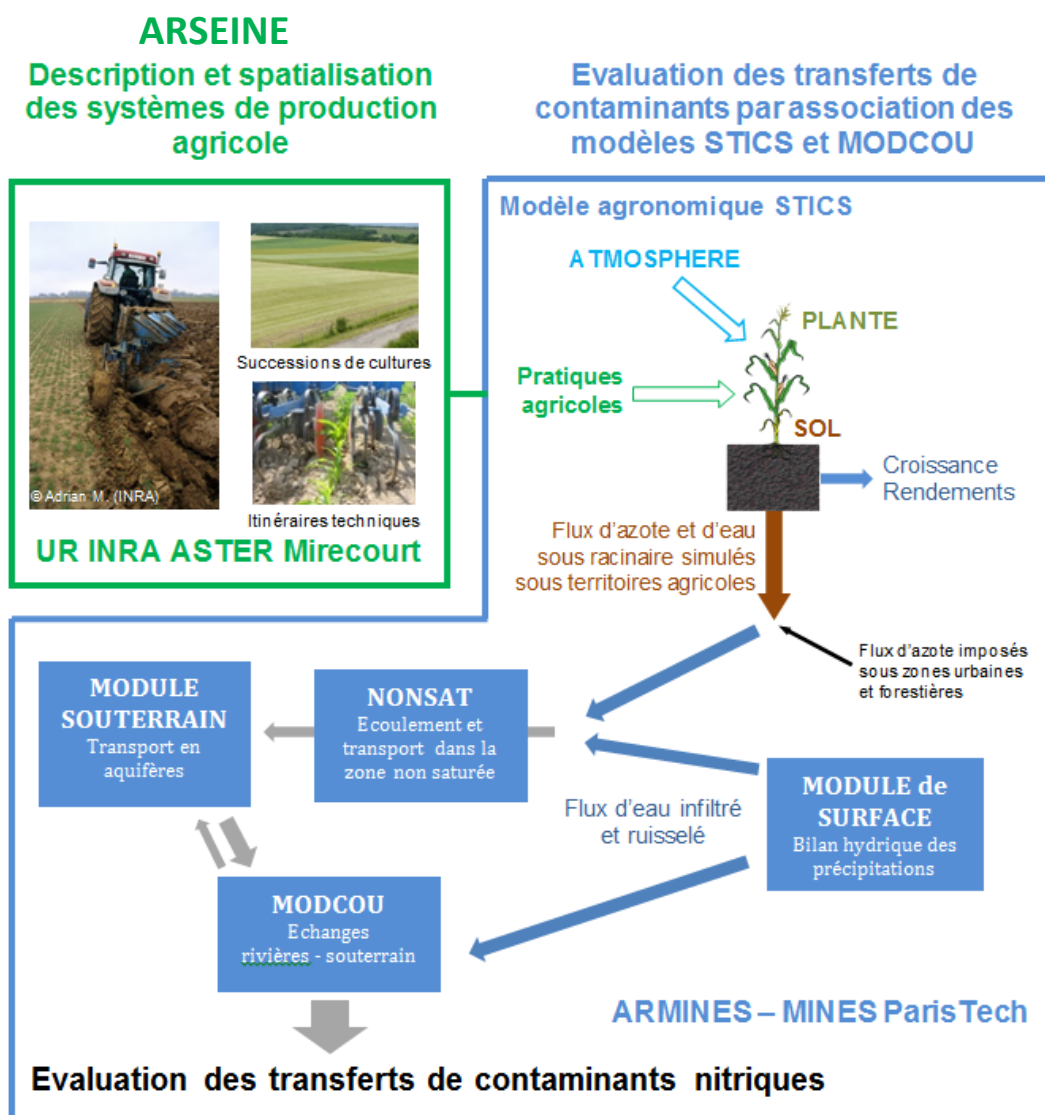 ARSEINE
Description et spatialisation
des systèmes de production
agricole
Evaluation des transferts de
contaminants par association des
modèles STICS et MODCOU
© Adrian M. (INRA)
Successions de cultures
Itinéraires techniques
UR INRA ASTER Mirecourt
Modèle agronomique STICS
ATMOSPHERE
PLANTE
Pratiques
agricoles
SOL
Croissance
Rendements
Flux d'azote et d'eau
sous racinaire simulés
sous territoires agricoles
Flux d'azote imposés
sous zones urbaines
et forestières
MODULE
SOUTERRAIN
Transport en
aquifères
NONSAT
Ecoulement et
transport dans la
zone non saturée
Flux d'eau infiltré
et ruisselé
MODULE de
SURFACE
Bilan hydrique des
précipitations
MODCOU
Echanges
rivières - souterrain
ARMINES – MINES ParisTech
Evaluation des transferts de contaminants nitriques